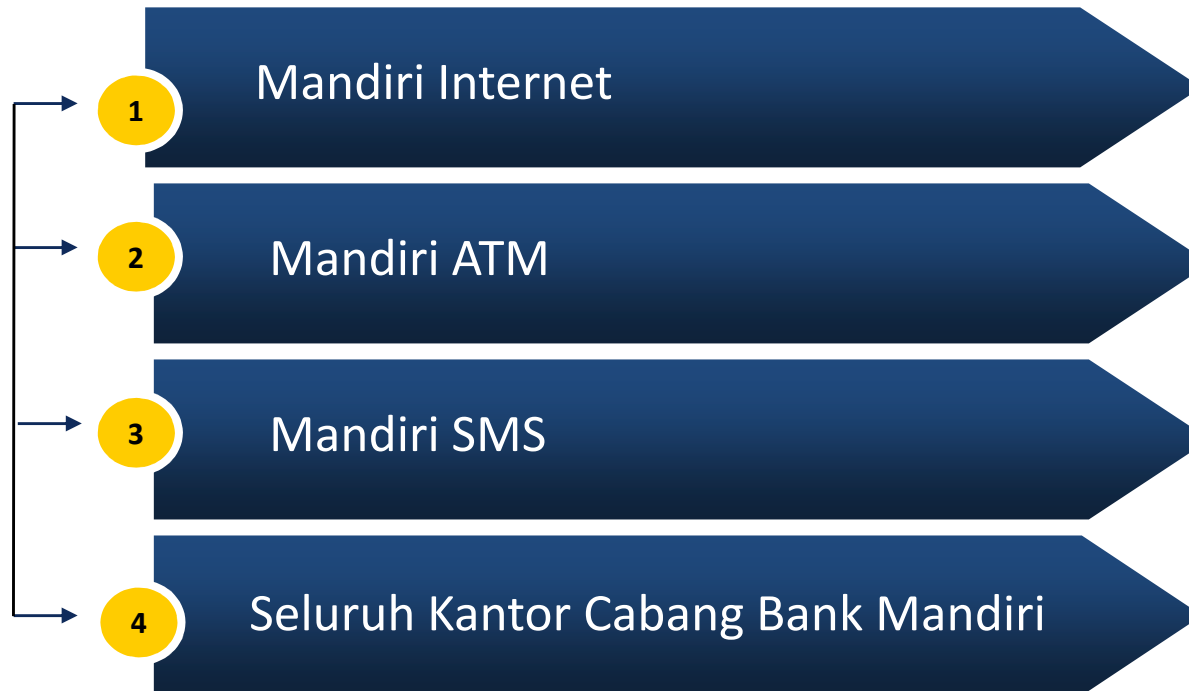 1
Mandiri Internet
2
Mandiri ATM
3
Mandiri SMS
4
Seluruh Kantor Cabang Bank Mandiri